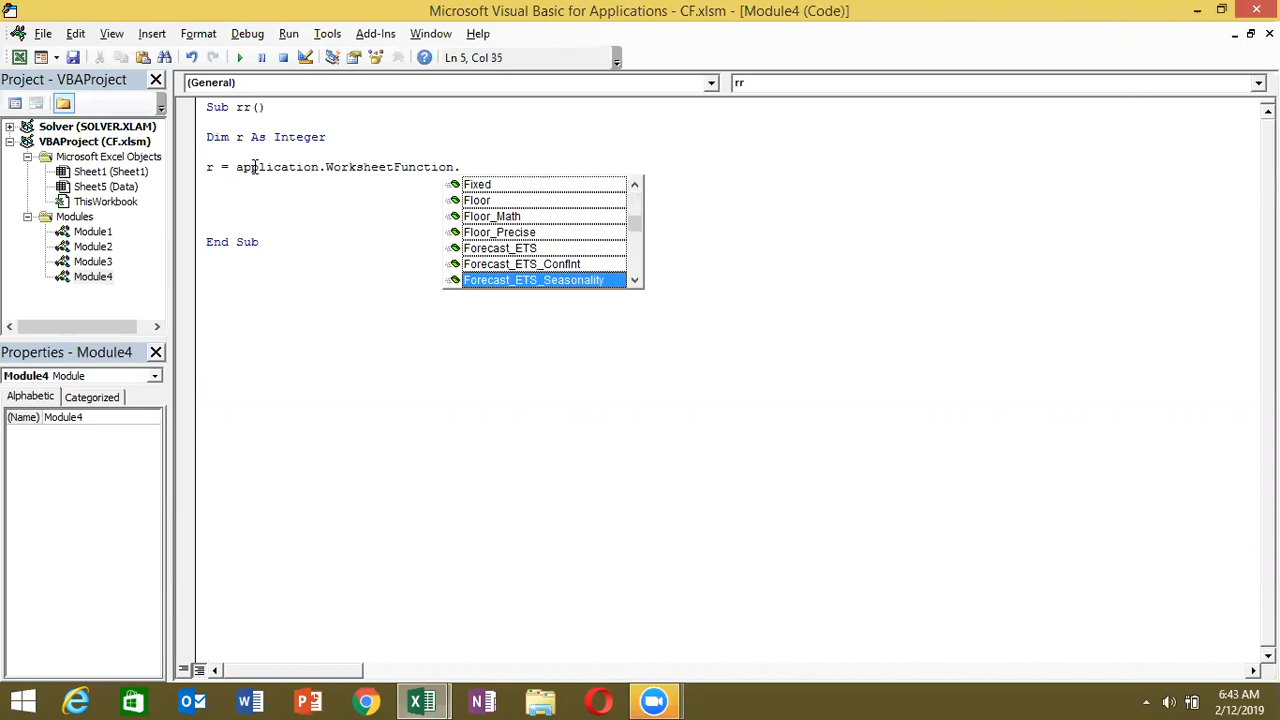 Microsoft Visual Basic for Applications - CF.xlsm - [Module4 (Code)]
File Edit View Insert Format Debug Run Tools Add-Ins Window Help
Ln 5, Col 35
Project - VBAProject
(General)
rr
Solver (SOLVER.XLAM)
VBAProject (CF.xlsm)
Microsoft Excel Objects
Sheet1 (Sheet1)
Sheet5 (Data)
ThisWorkbook
Modules
Module1
Module2
Module3
Module4
Properties - Module4
Module4 Module
Alphabetic Categorized
(Name) Module4
Sub rr()
Dim r As Integer
r = application.WorksheetFunction.
Fixed
Floor
Floor_Math
Floor_Precise
Forecast_ETS
Forecast_ETS_ConfInt
Forecast_ETS_Seasonality
End Sub
6:43 AM
2/12/2019